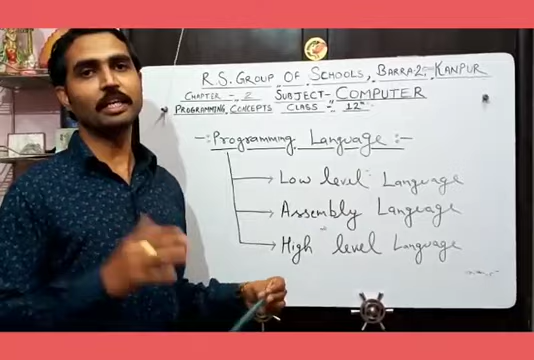 R.S. GROUP OF SCHOOLS, BARRA-2, KANPUR
CHAPTER - 2 SUBJECT - COMPUTER
PROGRAMMING CONCEPTS CLASS - 12th
-: Programming Language :-
Low level Language
Assembly Language
High level Language